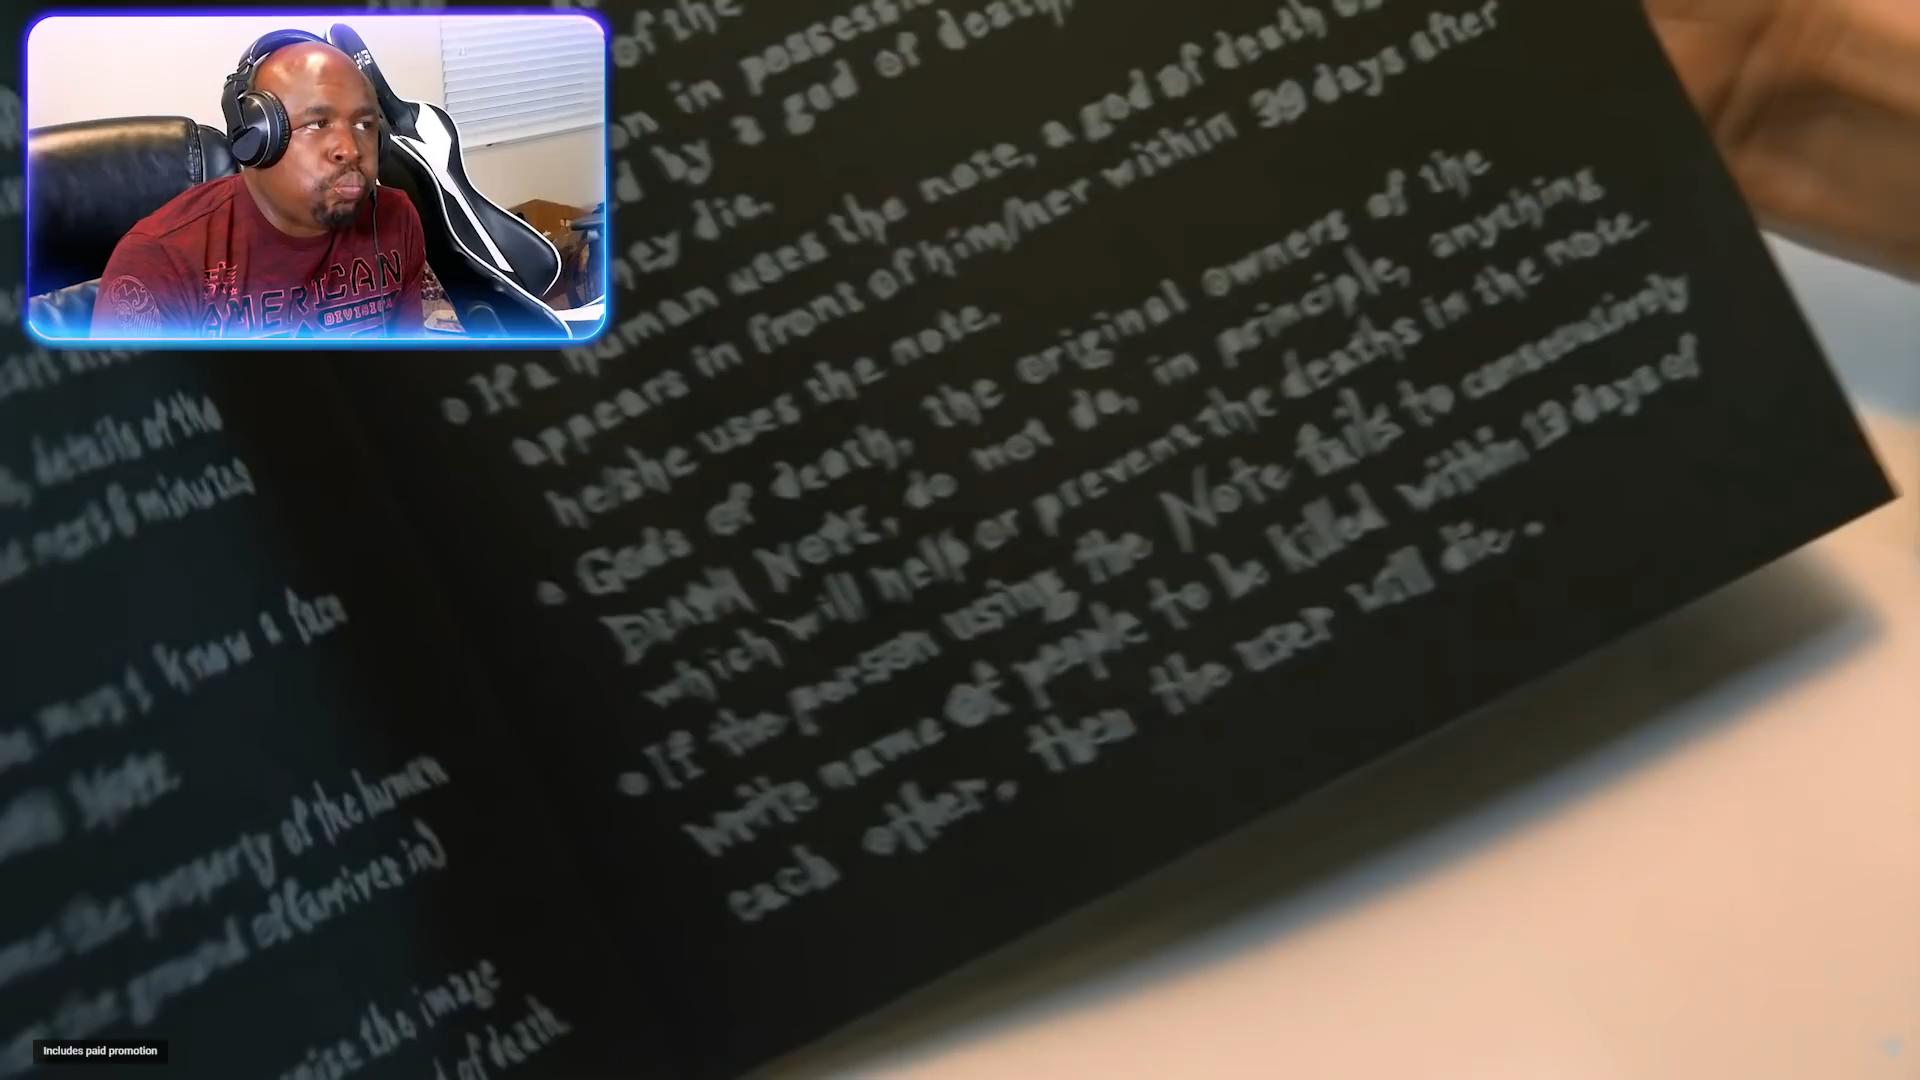 of the
in possessi
d by a god of death,
they die.
If a human uses the note, a god of death
appears in front of him/her within 39 days after
he/she uses the note.
Gods of death, the original owners of the
DEATH NOTE, do not do, in principle, anything
which will help or prevent the deaths in the note.
If the person using the Note fails to consecutively
write name of people to be killed within 13 days of
each other, then the user will die.
details of the
next 6 minutes
I know a face
Note.
the property of the human
the ground of (arrives in)
the image
of death.
AMERICAN
DIVISION
Includes paid promotion